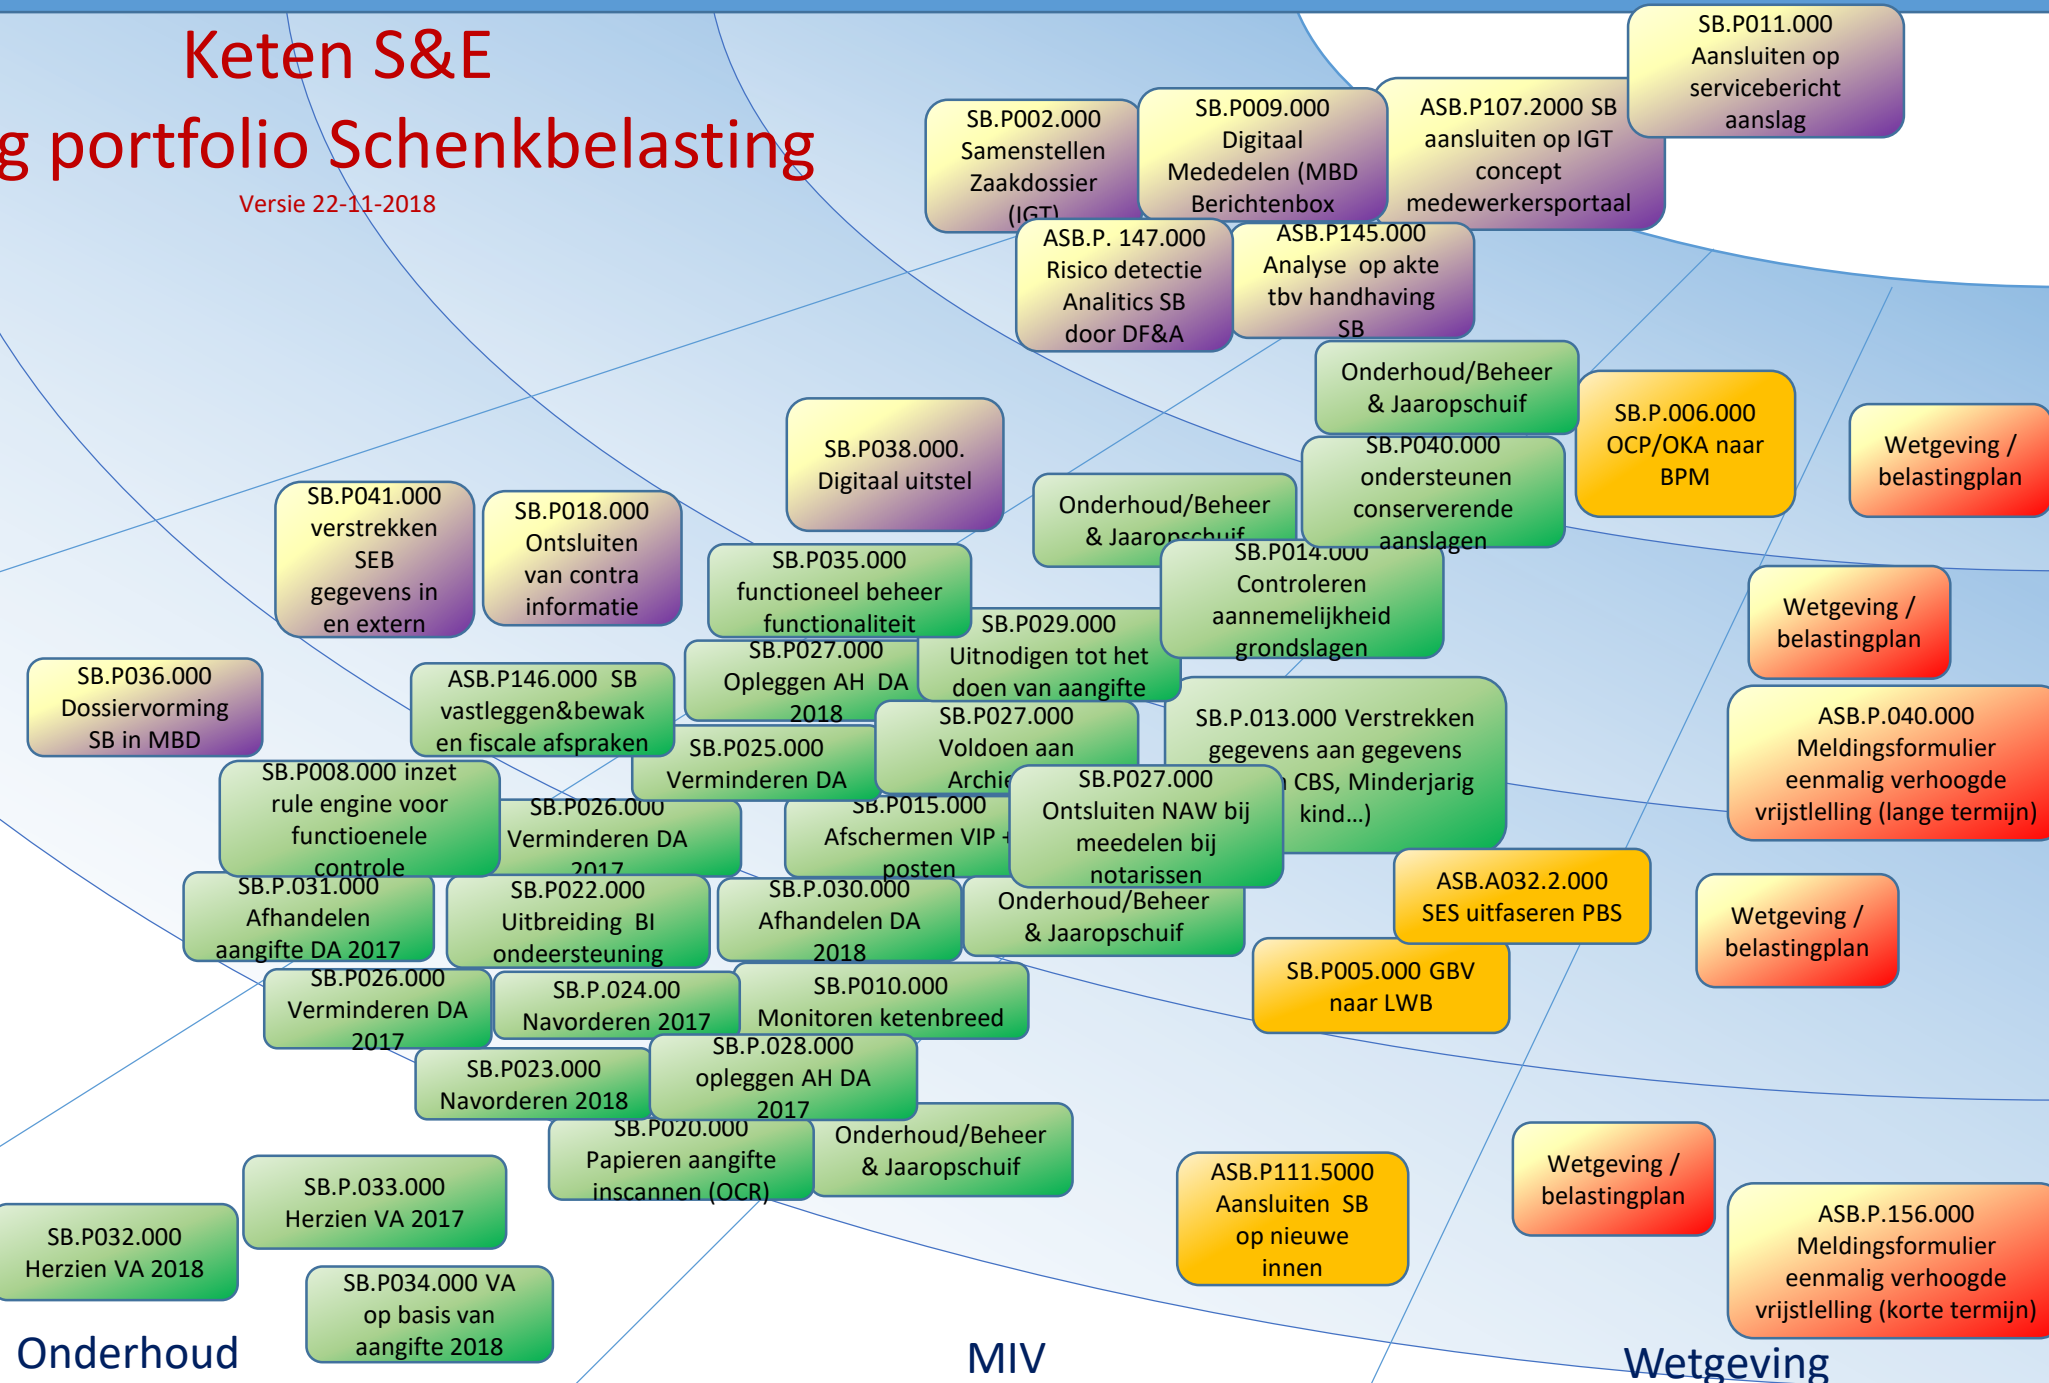 Keten S&E
g portfolio Schenkbelasting
Versie 22-11-2018
SB.P011.000
Aansluiten op
servicebericht
aanslag
SB.P002.000
Samenstellen
Zaakdossier
(IGT)
SB.P009.000
Digitaal
Mededelen (MBD
Berichtenbox
ASB.P107.2000 SB
aansluiten op IGT
concept
medewerkersportaal
ASB.P. 147.000
Risico detectie
Analitics SB
door DF&A
ASB.P145.000
Analyse op akte
tbv handhaving
SB
Onderhoud/Beheer
& Jaaropschuif
SB.P.006.000
OCP/OKA naar
BPM
Wetgeving /
belastingplan
SB.P038.000.
Digitaal uitstel
SB.P040.000
ondersteunen
conserverende
aanslagen
Onderhoud/Beheer
& Jaaropschuif
SB.P041.000
verstrekken
SEB
gegevens in
en extern
SB.P018.000
Ontsluiten
van contra
informatie
SB.P035.000
functioneel beheer
functionaliteit
SB.P014.000
Controleren
aannemelijkheid
grondslagen
Wetgeving /
belastingplan
SB.P029.000
Uitnodigen tot het
doen van aangifte
SB.P027.000
Opleggen AH DA
2018
SB.P036.000
Dossiervorming
SB in MBD
ASB.P146.000 SB
vastleggen&bewak
en fiscale afspraken
SB.P.013.000 Verstrekken
gegevens aan gegevens
CBS, Minderjarig
kind...)
ASB.P.040.000
Meldingsformulier
eenmalig verhoogde
vrijstlelling (lange termijn)
SB.P025.000
Verminderen DA
SB.P027.000
Voldoen aan
Archie
SB.P008.000 inzet
rule engine voor
functioenele
controle
SB.P026.000
Verminderen DA
2017
SB.P015.000
Afschermen VIP +
posten
SB.P027.000
Ontsluiten NAW bij
meedelen bij
notarissen
SB.P.031.000
Afhandelen
aangifte DA 2017
SB.P022.000
Uitbreiding BI
ondeersteuning
SB.P.030.000
Afhandelen DA
2018
Onderhoud/Beheer
& Jaaropschuif
ASB.A032.2.000
SES uitfaseren PBS
Wetgeving /
belastingplan
SB.P026.000
Verminderen DA
2017
SB.P.024.00
Navorderen 2017
SB.P010.000
Monitoren ketenbreed
SB.P005.000 GBV
naar LWB
SB.P023.000
Navorderen 2018
SB.P.028.000
opleggen AH DA
2017
SB.P020.000
Papieren aangifte
inscannen (OCR)
Onderhoud/Beheer
& Jaaropschuif
ASB.P111.5000
Aansluiten SB
op nieuwe
innen
Wetgeving /
belastingplan
SB.P.033.000
Herzien VA 2017
SB.P032.000
Herzien VA 2018
ASB.P.156.000
Meldingsformulier
eenmalig verhoogde
vrijstlelling (korte termijn)
SB.P034.000 VA
op basis van
aangifte 2018
Onderhoud
MIV
Wetgeving